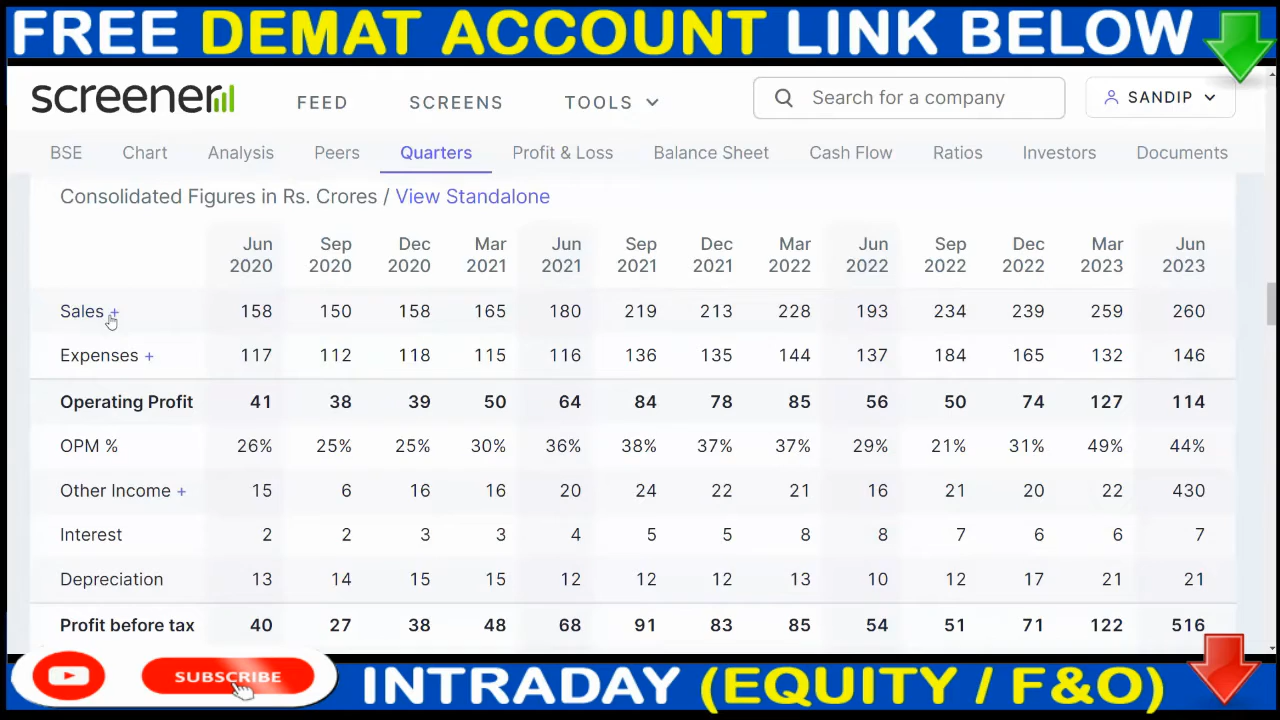 FREE DEMAT ACCOUNT LINK BELOW
screener FEED SCREENS TOOLS Search for a company SANDIP
BSE Chart Analysis Peers Quarters Profit & Loss Balance Sheet Cash Flow Ratios Investors Documents
Consolidated Figures in Rs. Crores / View Standalone
Jun 2020 Sep 2020 Dec 2020 Mar 2021 Jun 2021 Sep 2021 Dec 2021 Mar 2022 Jun 2022 Sep 2022 Dec 2022 Mar 2023 Jun 2023
Sales + 158 150 158 165 180 219 213 228 193 234 239 259 260
Expenses + 117 112 118 115 116 136 135 144 137 184 165 132 146
Operating Profit 41 38 39 50 64 84 78 85 56 50 74 127 114
OPM % 26% 25% 25% 30% 36% 38% 37% 37% 29% 21% 31% 49% 44%
Other Income + 15 6 16 16 20 24 22 21 16 21 20 22 430
Interest 2 2 3 3 4 5 5 8 8 7 6 6 7
Depreciation 13 14 15 15 12 12 12 13 10 12 17 21 21
Profit before tax 40 27 38 48 68 91 83 85 54 51 71 122 516
SUBSCRIBE INTRADAY (EQUITY / F&O)